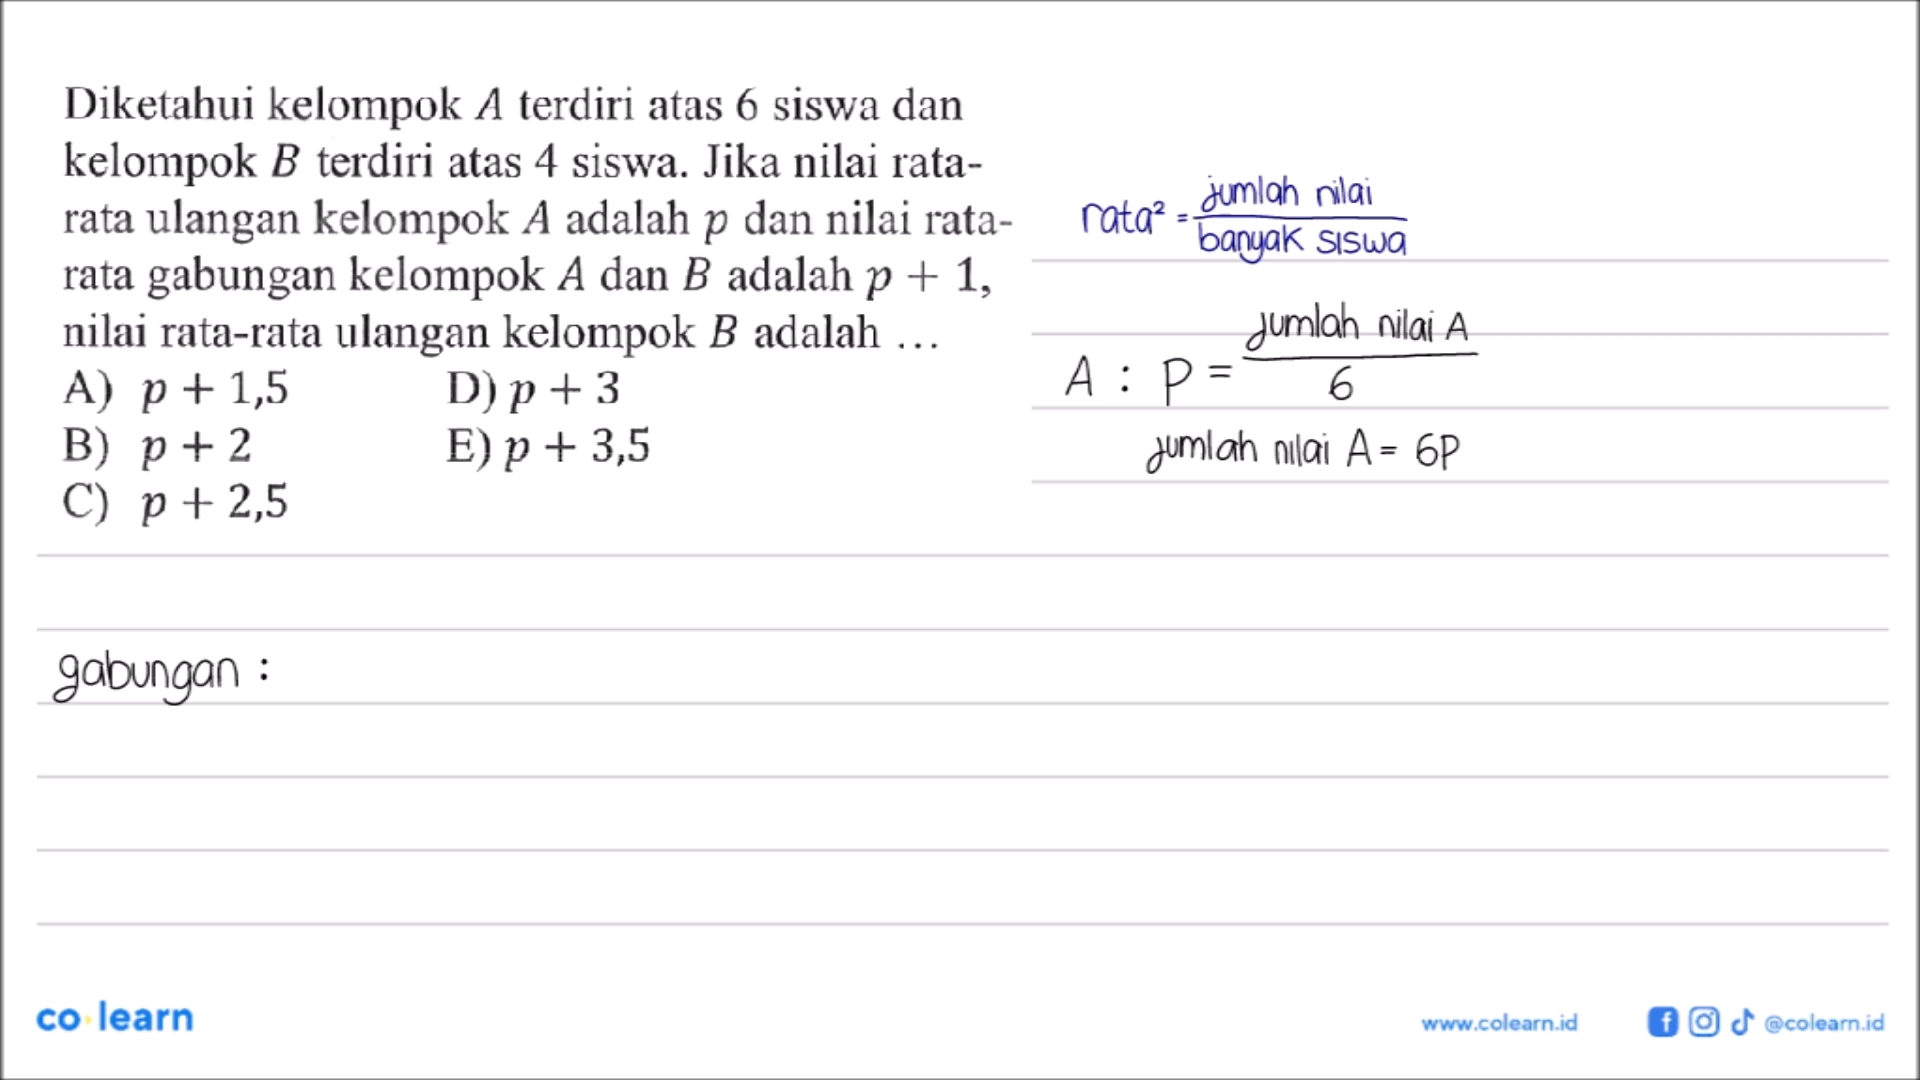 Diketahui kelompok A terdiri atas 6 siswa dan
kelompok B terdiri atas 4 siswa. Jika nilai rata-
rata ulangan kelompok A adalah p dan nilai rata-
rata gabungan kelompok A dan B adalah p + 1,
nilai rata-rata ulangan kelompok B adalah ...
A) p + 1,5 D) p + 3
B) p + 2 E) p + 3,5
C) p + 2,5
rata² = jumlah nilai
banyak siswa
A : P = jumlah nilai A
6
jumlah nilai A = 6P
gabungan :
co learn
www.colearn.id @colearn.id